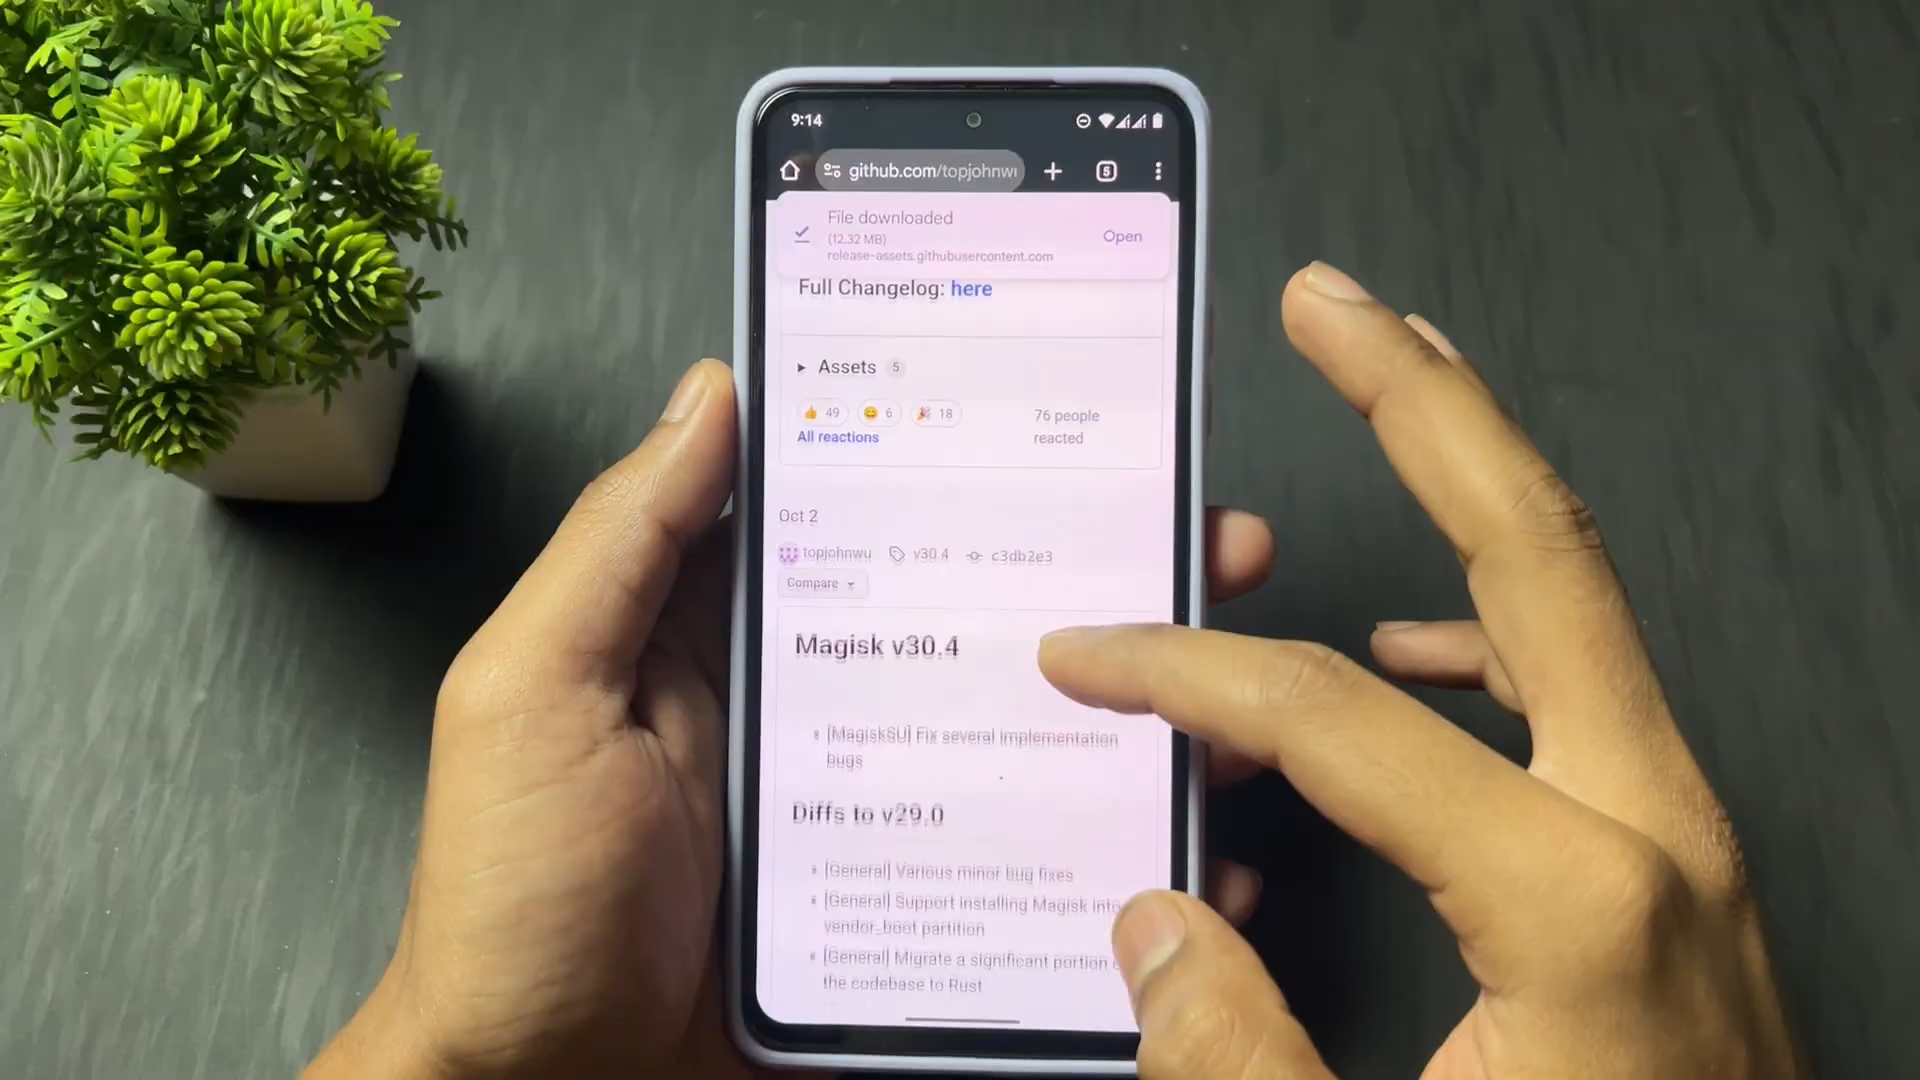 9:14
github.com/topjohnw
5
File downloaded
(12.32 MB)
Open
release-assets.githubusercontent.com
Full Changelog: here
Assets 5
49 6 18
76 people
reacted
All reactions
Oct 2
topjohnwu v30.4 c3db2e3
Compare
Magisk v30.4
[MagiskSU] Fix several implementation
bugs
Diffs to v29.0
[General] Various minor bug fixes
[General] Support installing Magisk into
vendor_boot partition
[General] Migrate a significant portion
the codebase to Rust